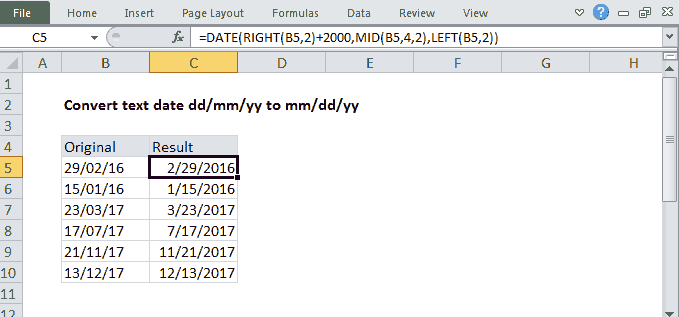 File Home Insert Page Layout Formulas Data Review View
C5 fx =DATE(RIGHT(B5,2)+2000,MID(B5,4,2),LEFT(B5,2))
A B C D E F G H
1
2 Convert text date dd/mm/yy to mm/dd/yy
3
4 Original Result
5 29/02/16 2/29/2016
6 15/01/16 1/15/2016
7 23/03/17 3/23/2017
8 17/07/17 7/17/2017
9 21/11/17 11/21/2017
10 13/12/17 12/13/2017
11
12